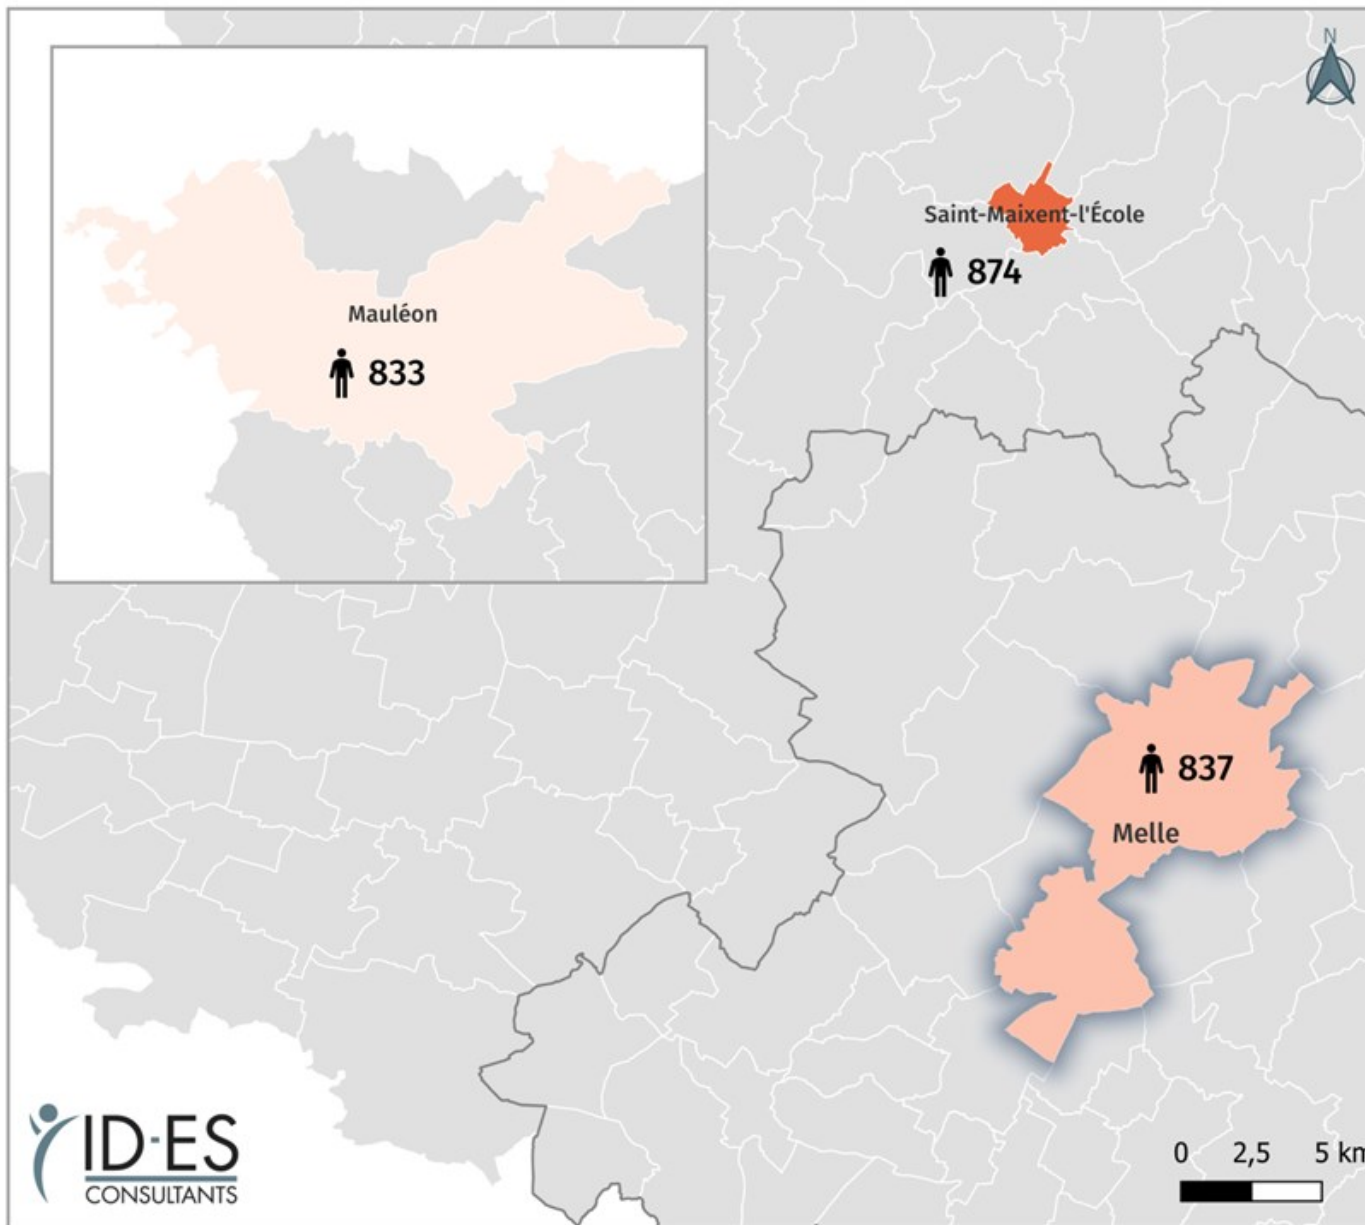 N
Saint-Maixent-l'École
874
Mauléon
833
837
Melle
ID-ES
CONSULTANTS
0 2,5 5 km